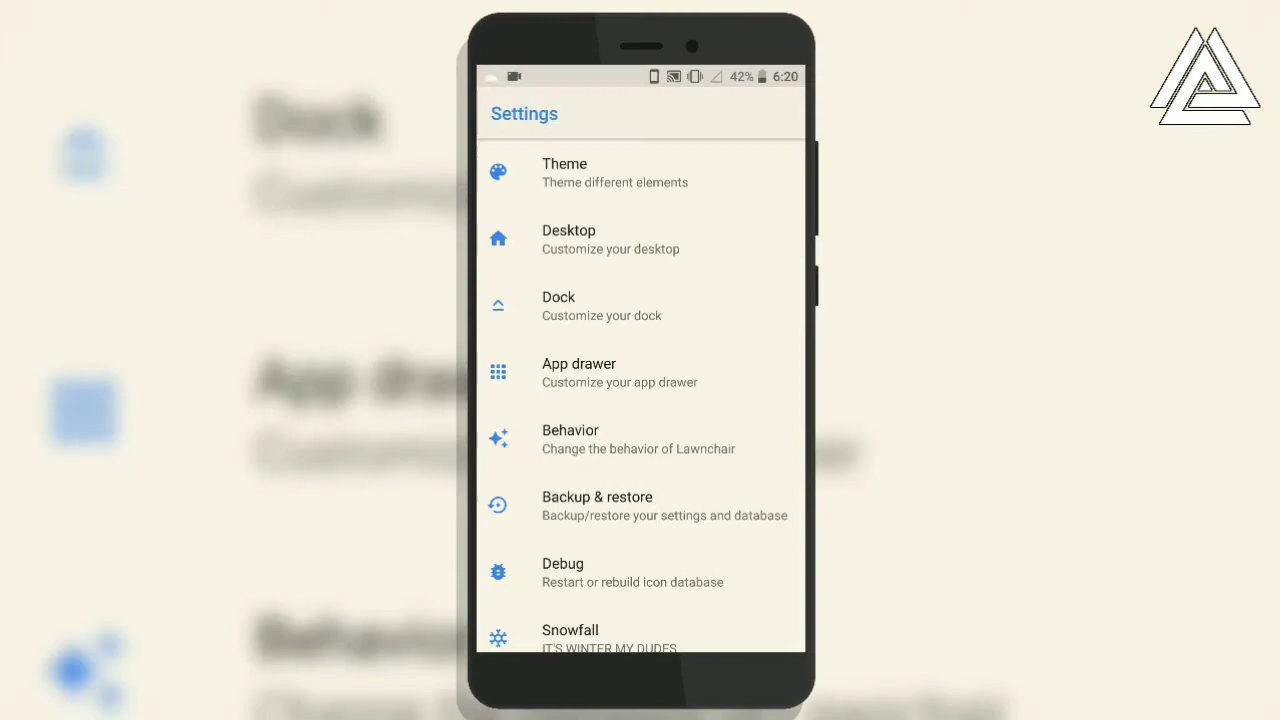 42% 6:20
Settings
Theme
Theme different elements
Desktop
Customize your desktop
Dock
Customize your dock
App drawer
Customize your app drawer
Behavior
Change the behavior of Lawnchair
Backup & restore
Backup/restore your settings and database
Debug
Restart or rebuild icon database
Snowfall
IT'S WINTER MY DUDES
Dock